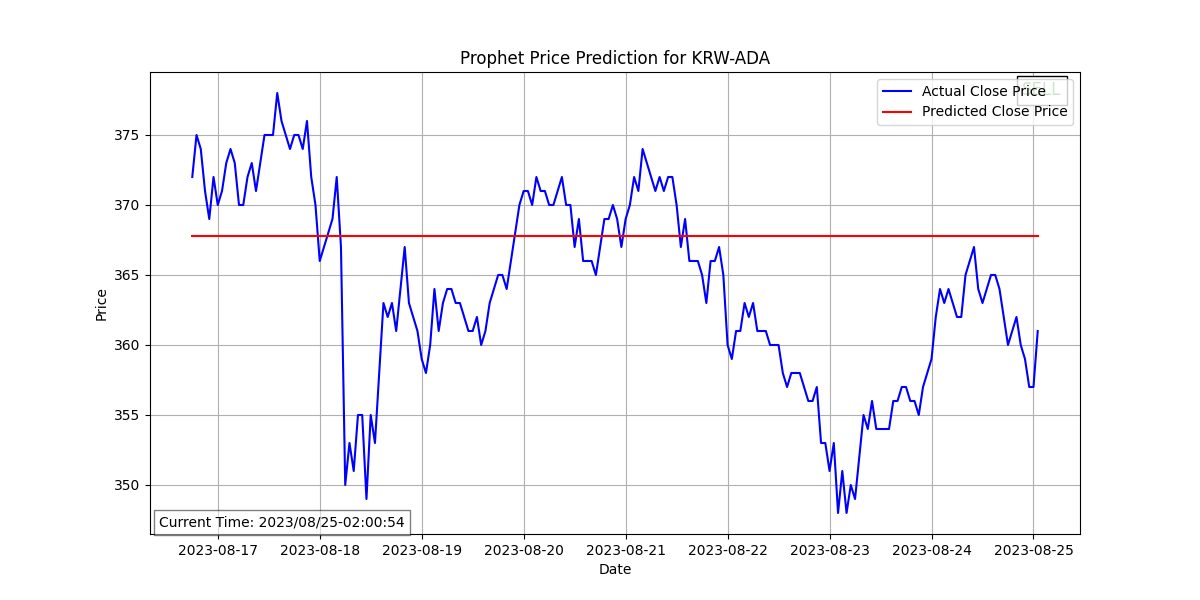 Prophet Price Prediction for KRW-ADA
SELL
Actual Close Price
Predicted Close Price
375
370
365
360
355
350
Price
Current Time: 2023/08/25-02:00:54
2023-08-17
2023-08-18
2023-08-19
2023-08-20
2023-08-21
2023-08-22
2023-08-23
2023-08-24
2023-08-25
Date